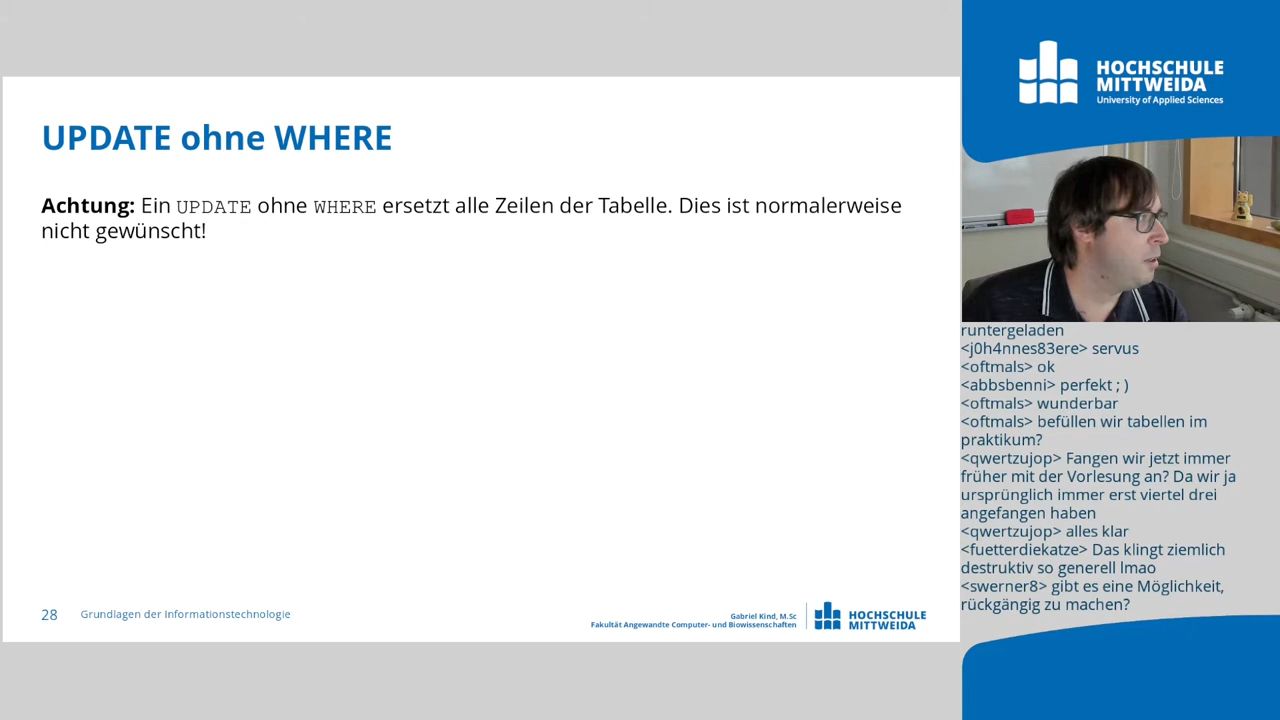 UPDATE ohne WHERE
Achtung: Ein UPDATE ohne WHERE ersetzt alle Zeilen der Tabelle. Dies ist normalerweise
nicht gewünscht!
28
Grundlagen der Informationstechnologie
Gabriel Kind, M.Sc
Fakultät Angewandte Computer- und Biowissenschaften
HOCHSCHULE
MITTWEIDA
HOCHSCHULE
MITTWEIDA
University of Applied Sciences
runtergeladen
<j0h4nnes83ere> servus
<oftmals> ok
<abbsbenni> perfekt ; )
<oftmals> wunderbar
<oftmals> befüllen wir tabellen im
praktikum?
<qwertzujop> Fangen wir jetzt immer
früher mit der Vorlesung an? Da wir ja
ursprünglich immer erst viertel drei
angefangen haben
<qwertzujop> alles klar
<fuetterdiekatze> Das klingt ziemlich
destruktiv so generell lmao
<swerner8> gibt es eine Möglichkeit,
rückgängig zu machen?